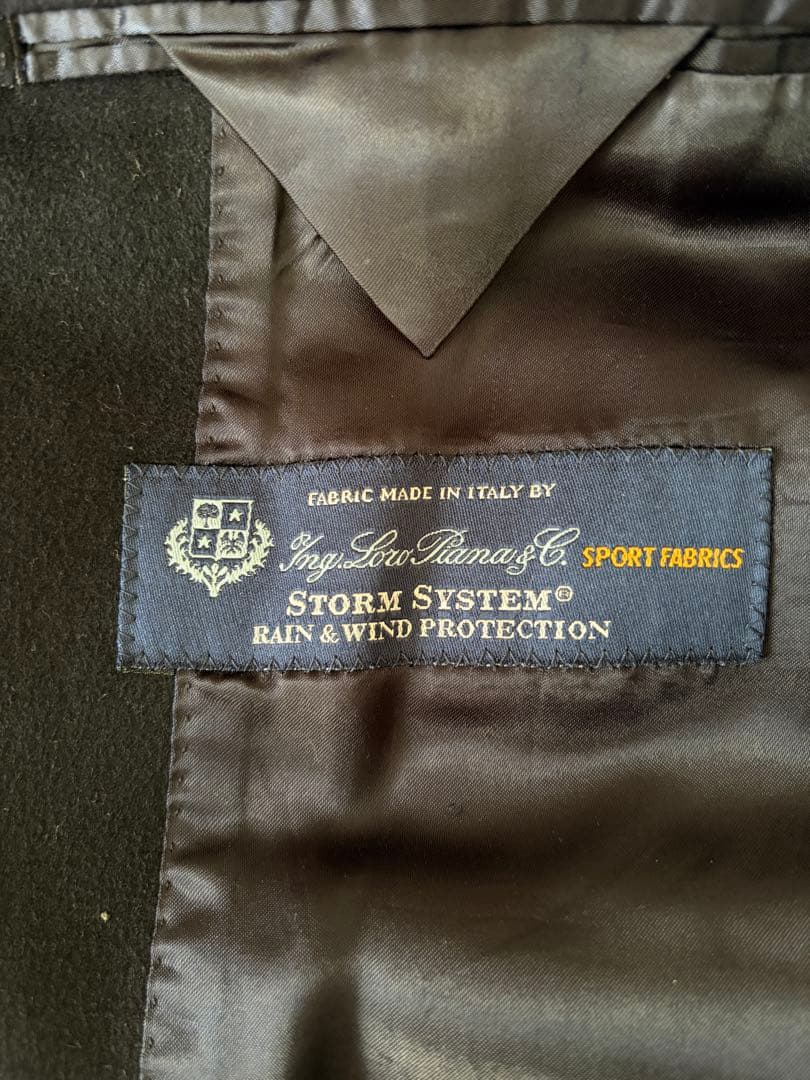 FABRIC MADE IN ITALY BY
Ing. Loro Piana & C. SPORT FABRICS
STORM SYSTEM®
RAIN & WIND PROTECTION